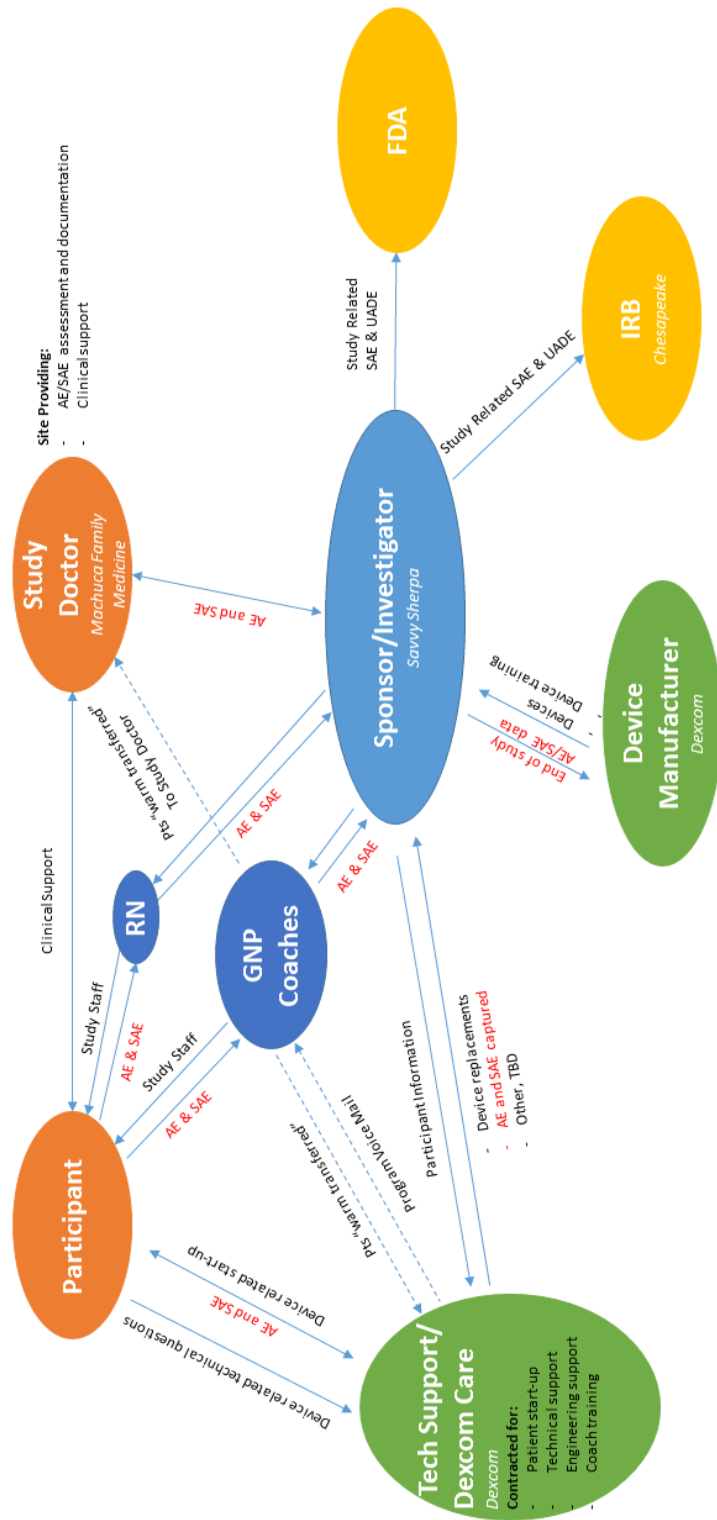 Site Providing:
- AE/SAE assessment and documentation
- Clinical support
Study
Doctor
Machuca Family
Medicine
Participant
Clinical Support
Study Staff
AE & SAE
RN
Pts "warm transferred"
To Study Doctor
AE and SAE
Study Staff
AE & SAE
GNP
Coaches
AE & SAE
AE & SAE
Device related technical questions
Device related start-up
AE and SAE
Pts "warm transferred"
Program Voice Mail
Sponsor/Investigator
Savvy Sherpa
Study Related
SAE & UADE
FDA
Study Related SAE & UADE
IRB
Chesapeake
Participant Information
- Device replacements
- AE and SAE captured
- Other, TBD
End of study
AE/SAE data
- Devices
- Device training
Device
Manufacturer
Dexcom
Tech Support/
Dexcom Care
Dexcom
Contracted for:
- Patient start-up
- Technical support
- Engineering support
- Coach training